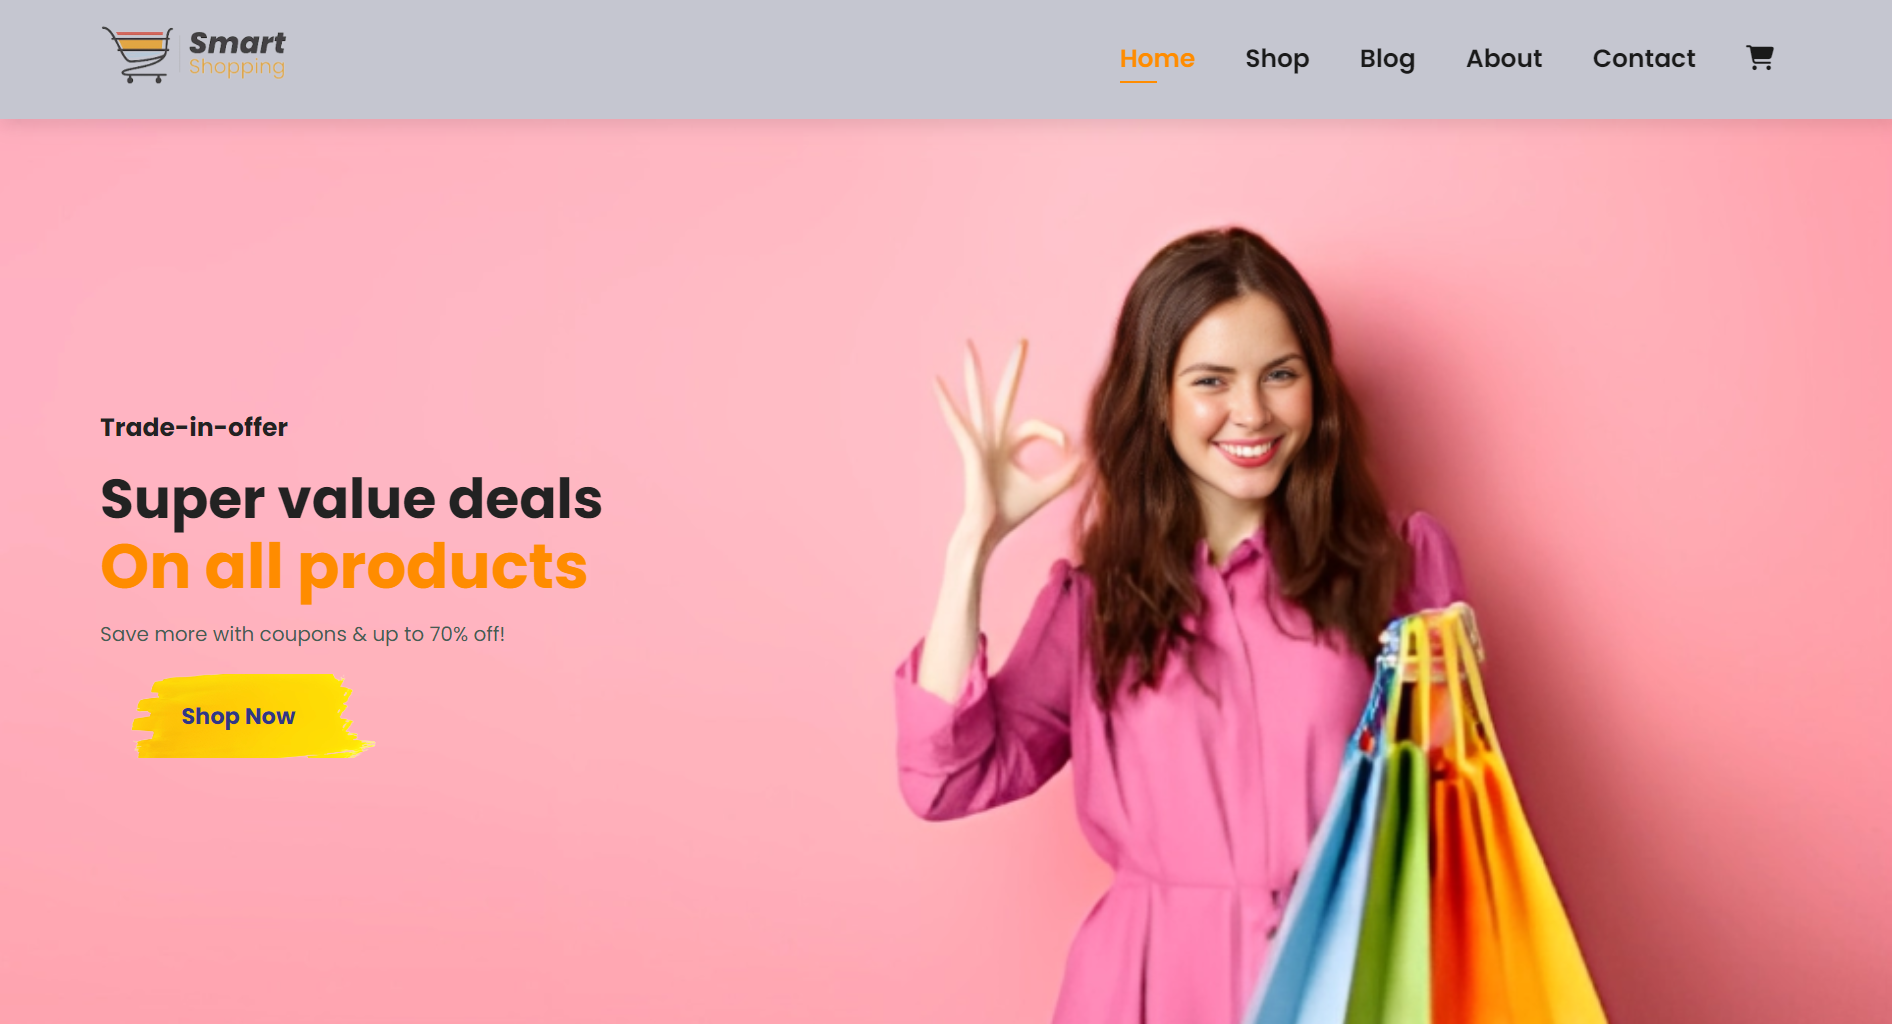 Smart
Shopping
Home Shop Blog About Contact
Trade-in-offer
Super value deals
On all products
Save more with coupons & up to 70% off!
Shop Now